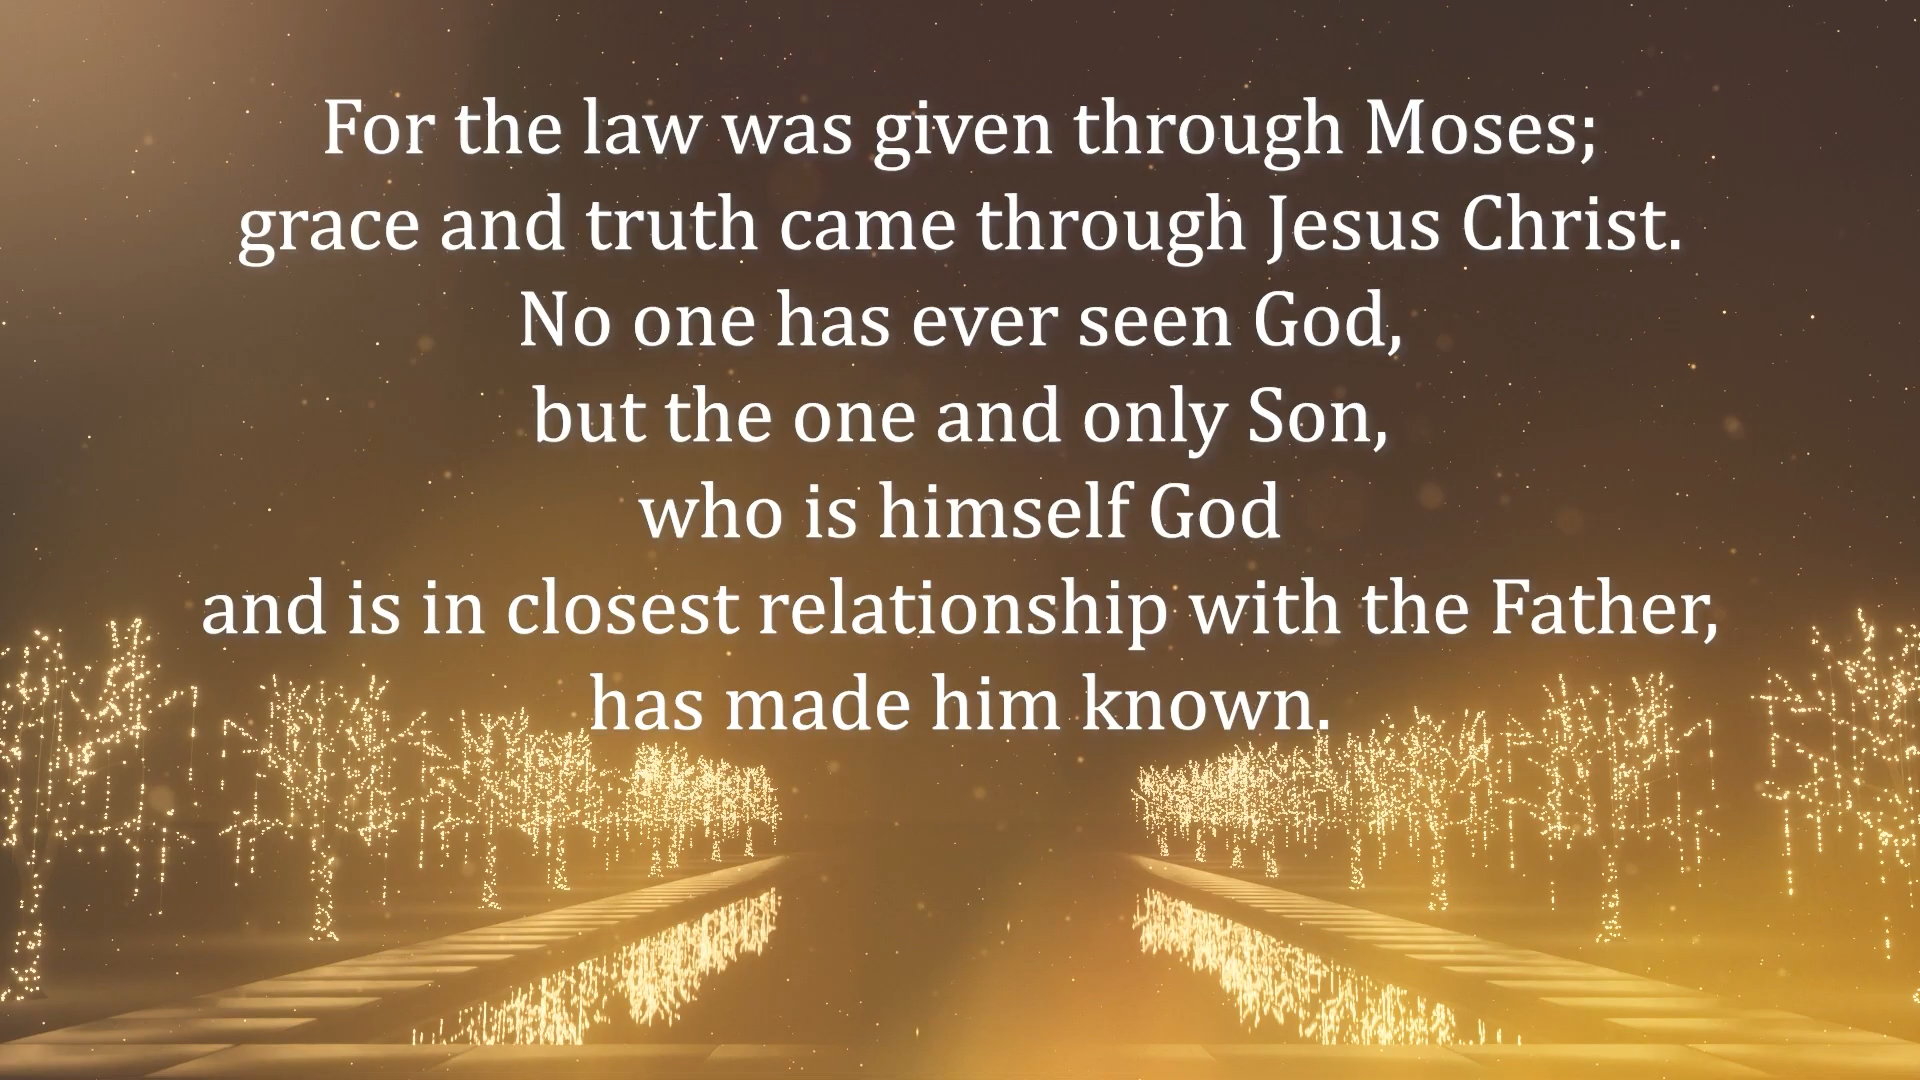 For the law was given through Moses;
grace and truth came through Jesus Christ.
No one has ever seen God,
but the one and only Son,
who is himself God
and is in closest relationship with the Father,
has made him known.